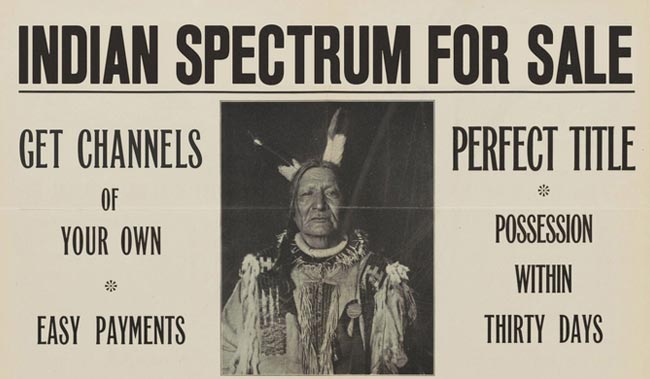 INDIAN SPECTRUM FOR SALE
GET CHANNELS
OF
YOUR OWN
EASY PAYMENTS
PERFECT TITLE
POSSESSION
WITHIN
THIRTY DAYS